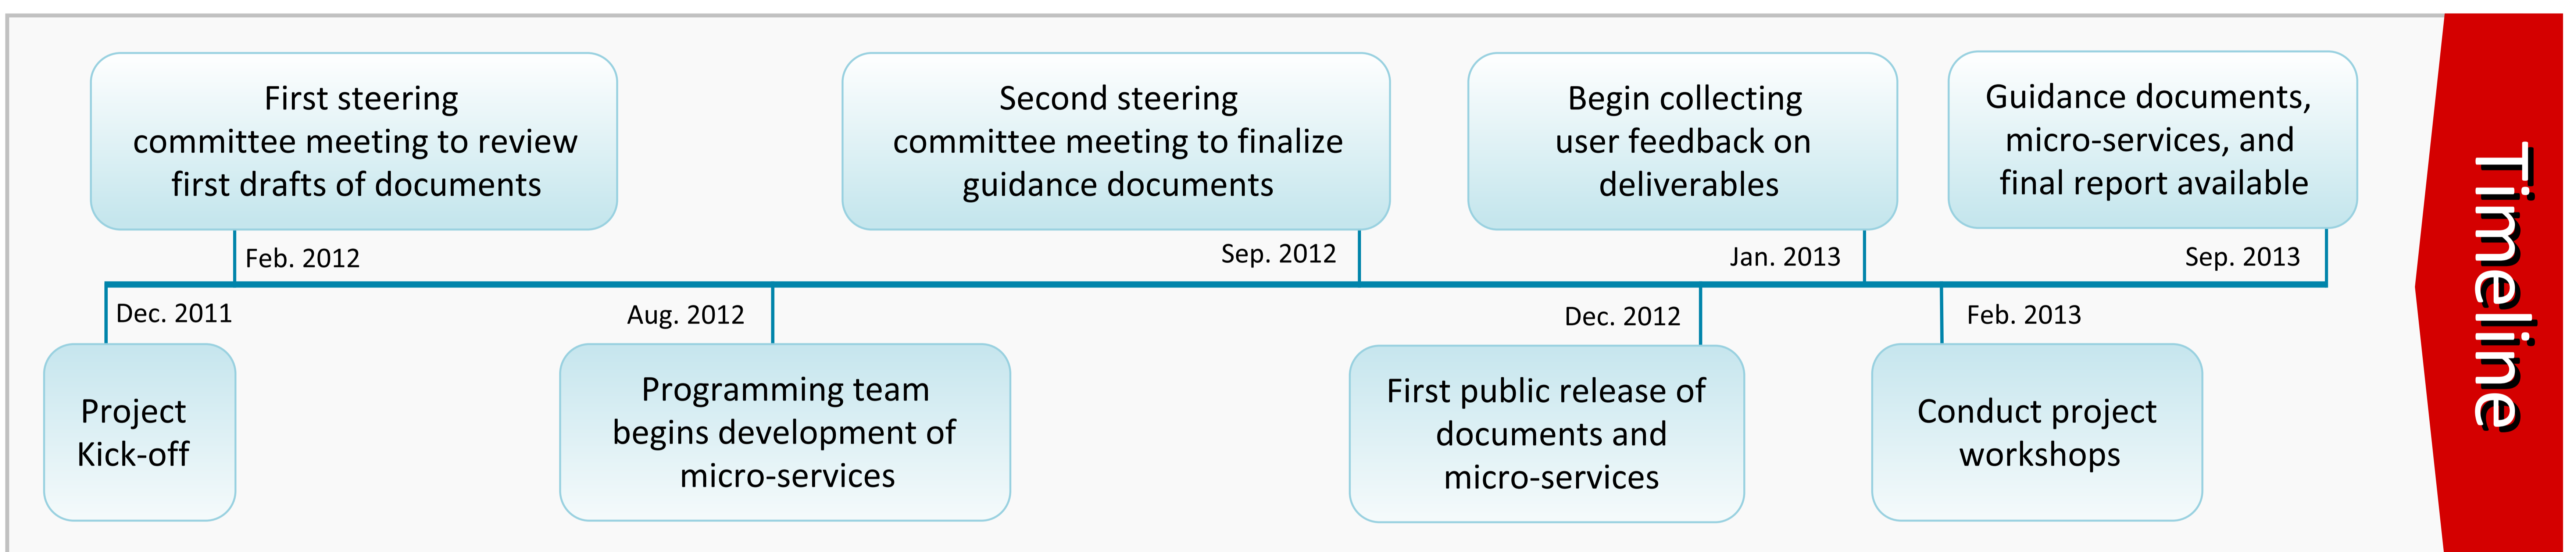 First steering
committee meeting to review
first drafts of documents
Second steering
committee meeting to finalize
guidance documents
Begin collecting
user feedback on
deliverables
Guidance documents,
micro-services, and
final report available
Feb. 2012
Sep. 2012
Jan. 2013
Sep. 2013
Dec. 2011
Aug. 2012
Dec. 2012
Feb. 2013
Project
Kick-off
Programming team
begins development of
micro-services
First public release of
documents and
micro-services
Conduct project
workshops
Timeline